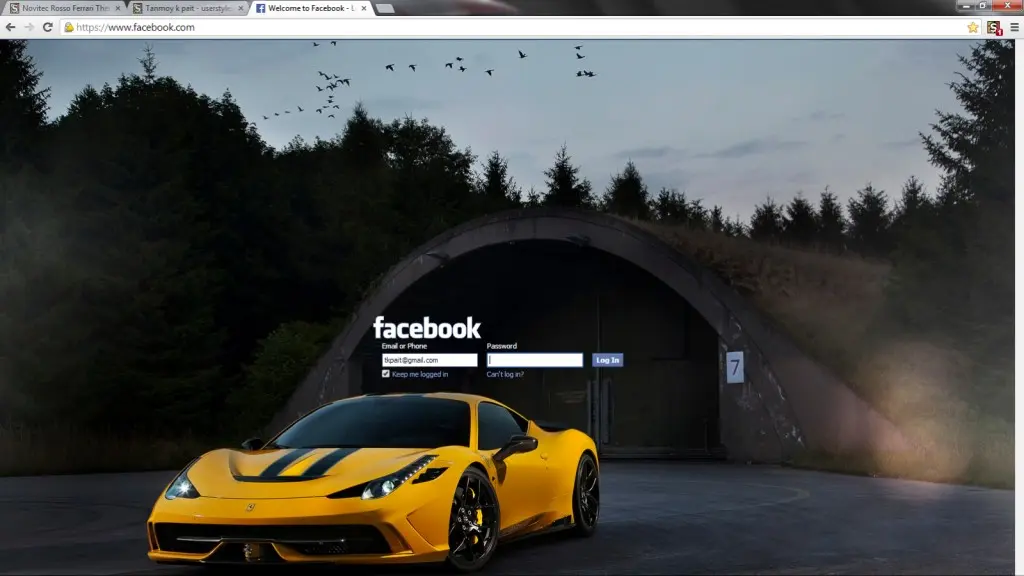 Novitec Rosso Ferrari Thin
Tanmoy k pait - userstyle
Welcome to Facebook - L
https://www.facebook.com
facebook
Email or Phone
Password
tkpait@gmail.com
Log In
Keep me logged in
Can't log in?
7